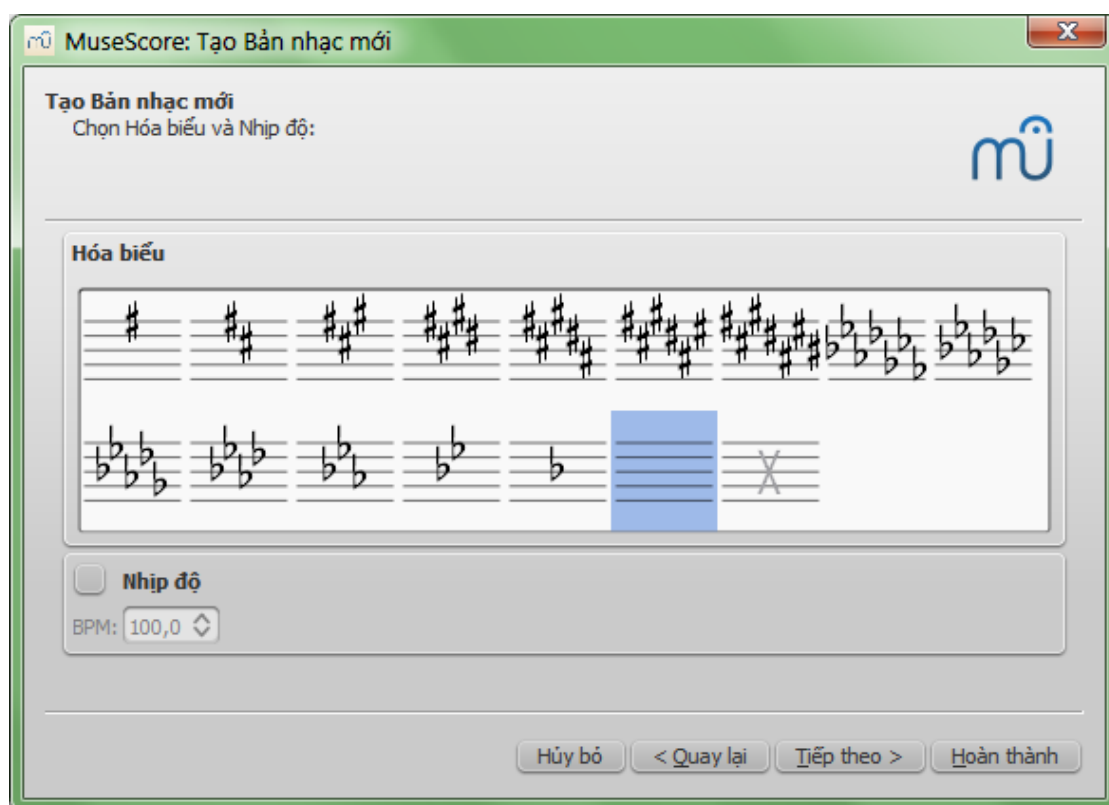 MuseScore: Tạo Bản nhạc mới
Tạo Bản nhạc mới
Chọn Hóa biểu và Nhịp độ:
Hóa biểu
Nhịp độ
BPM: 100,0
Hủy bỏ < Quay lại Tiếp theo > Hoàn thành